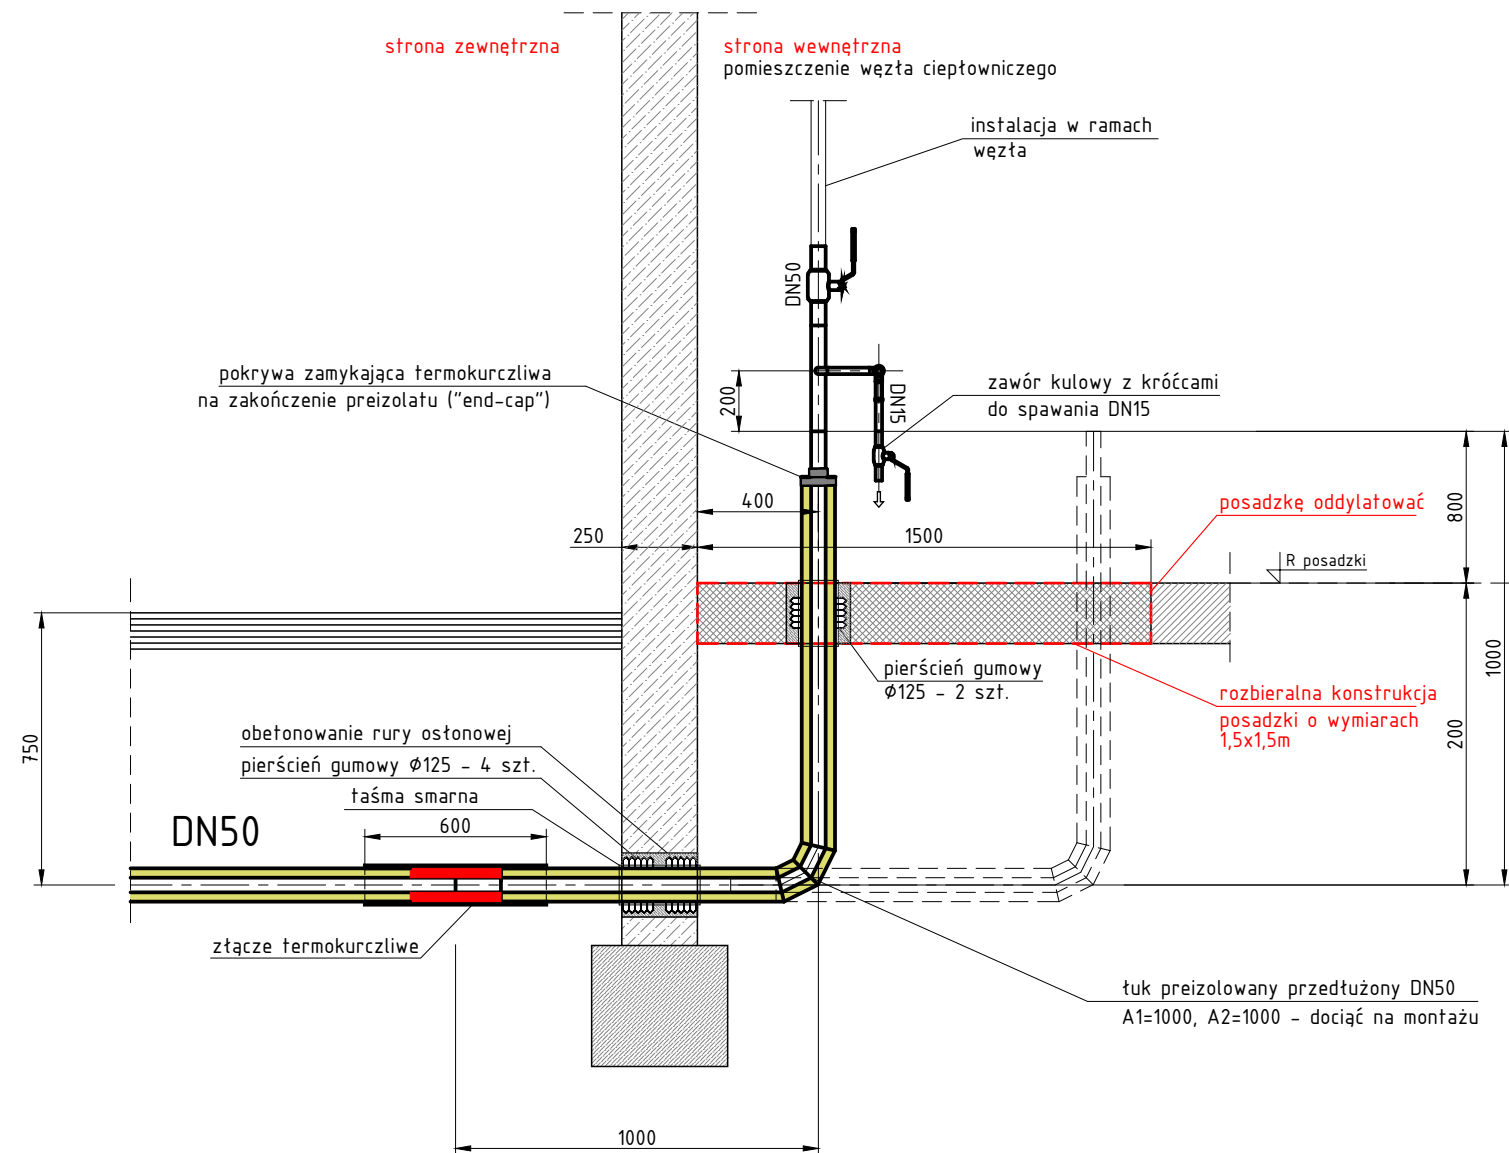 strona zewnętrzna
strona wewnętrzna
pomieszczenie węzła ciepłowniczego
instalacja w ramach
węzła
DN50
pokrywa zamykająca termokurczliwa
na zakończenie preizolatu ("end-cap")
200
DN15
zawór kulowy z króćcami
do spawania DN15
400
250
1500
posadzkę oddylatować
800
R posadzki
1000
pierścień gumowy
Ø125 - 2 szt.
rozbieralna konstrukcja
posadzki o wymiarach
1,5x1,5m
200
750
obetonowanie rury osłonowej
pierścień gumowy Ø125 - 4 szt.
taśma smarna
DN50
600
złącze termokurczliwe
łuk preizolowany przedłużony DN50
A1=1000, A2=1000 - dociąć na montażu
1000